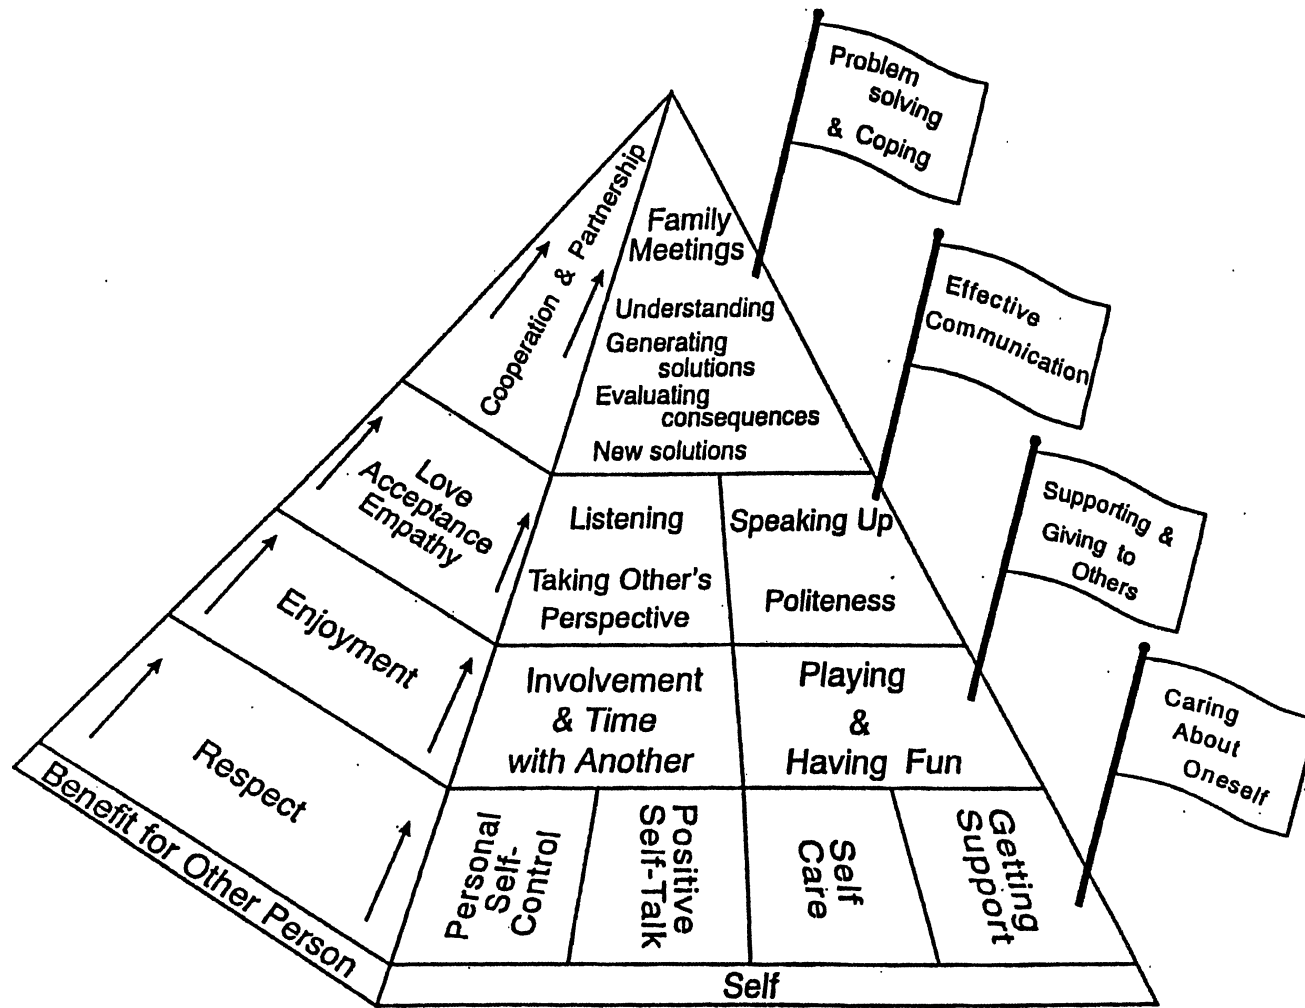 Problem
solving
& Coping
Effective
Communication
Supporting &
Giving to
Others
Caring
About
Oneself
Cooperation & Partnership
Love
Acceptance
Empathy
Enjoyment
Respect
Benefit for Other Person
Family
Meetings
Understanding
Generating
solutions
Evaluating
consequences
New solutions
Listening
Taking Other's
Perspective
Speaking Up
Politeness
Involvement
& Time
with Another
Playing
&
Having Fun
Personal
Self-
Control
Positive
Self-Talk
Self
Care
Getting
Support
Self